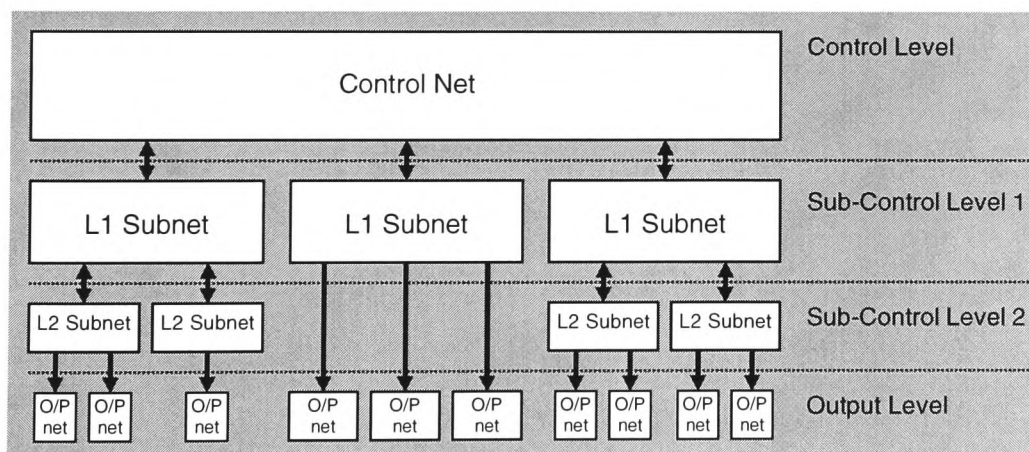 Control Level
Control Net
Sub-Control Level 1
L1 Subnet
L1 Subnet
L1 Subnet
Sub-Control Level 2
L2 Subnet
L2 Subnet
L2 Subnet
L2 Subnet
Output Level
O/P
net
O/P
net
O/P
net
O/P
net
O/P
net
O/P
net
O/P
net
O/P
net
O/P
net
O/P
net